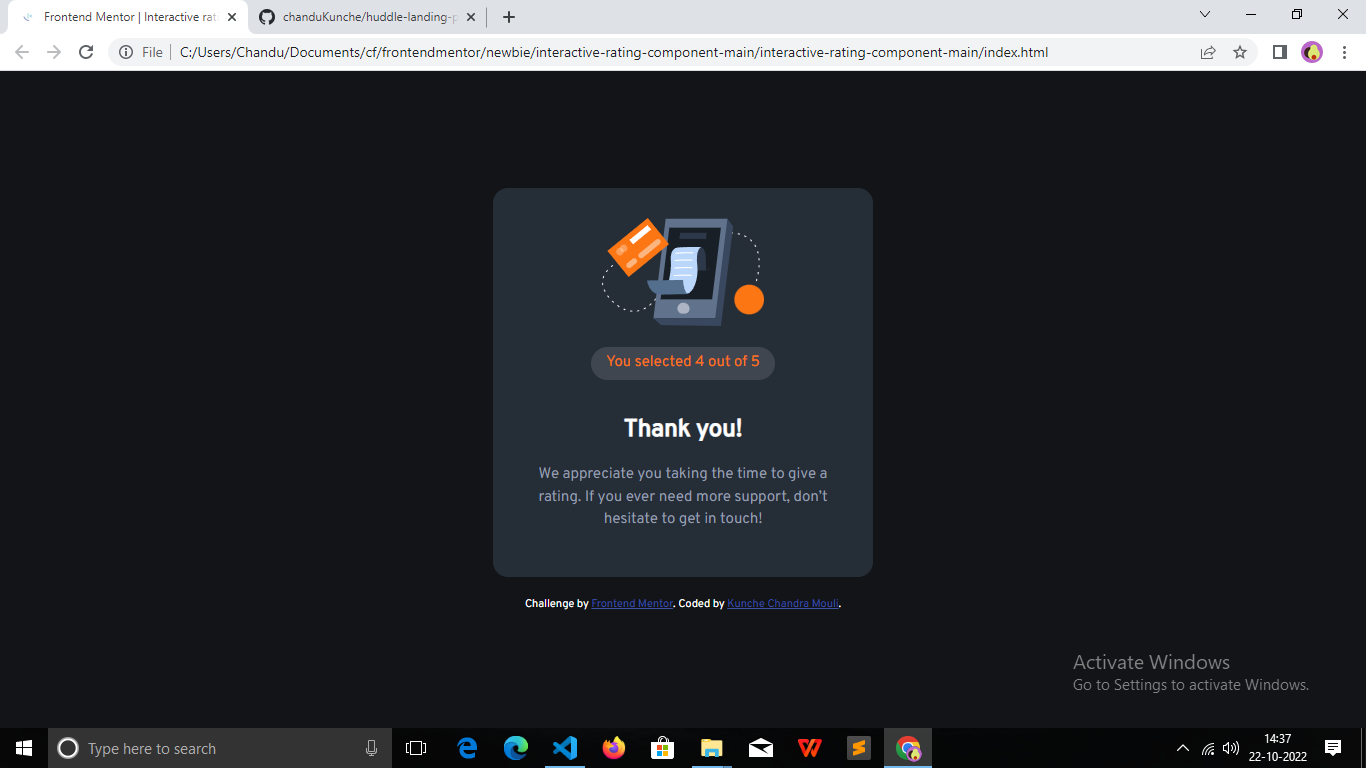 Frontend Mentor | Interactive rati
chanduKunche/huddle-landing-p
File
C:/Users/Chandu/Documents/cf/frontendmentor/newbie/interactive-rating-component-main/interactive-rating-component-main/index.html
You selected 4 out of 5
Thank you!
We appreciate you taking the time to give a
rating. If you ever need more support, don’t
hesitate to get in touch!
Challenge by Frontend Mentor. Coded by Kunche Chandra Mouli.
Activate Windows
Go to Settings to activate Windows.
Type here to search
14:37
22-10-2022